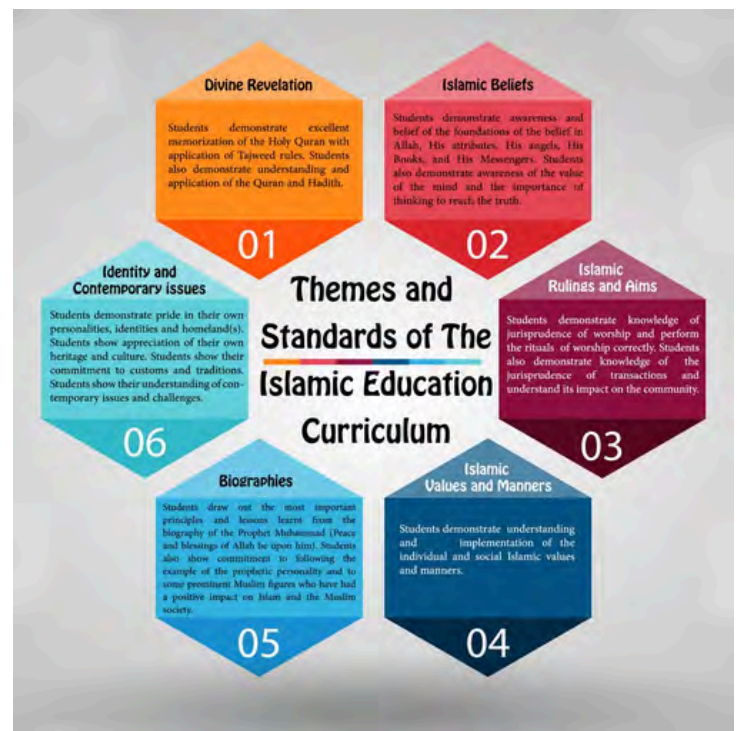 Themes and
Standards of The
Islamic Education
Curriculum
Divine Revelation
Students demonstrate excellent
memorization of the Holy Quran with
application of Tajweed rules. Students
also demonstrate understanding and
application of the Quran and Hadith.
01
Islamic Beliefs
Students demonstrate awareness and
belief of the foundations of the belief in
Allah, His attributes, His angels, His
Books, and His Messengers. Students
also demonstrate awareness of the value
of the mind and the importance of
thinking to reach the truth.
02
Islamic
Rulings and Aims
Students demonstrate knowledge of
jurisprudence of worship and perform
the rituals of worship correctly. Students
also demonstrate knowledge of the
jurisprudence of transactions and
understand its impact on the community.
03
Islamic
Values and Manners
Students demonstrate understanding
and implementation of the
individual and social Islamic values
and manners.
04
Biographies
Students draw out the most important
principles and lessons learnt from the
biography of the Prophet Muhammad (Peace
and blessings of Allah be upon him). Students
also show commitment to following the
example of the prophetic personality and to
some prominent Muslim figures who have had
a positive impact on Islam and the Muslim
society.
05
Identity and
Contemporary issues
Students demonstrate pride in their own
personalities, identities and homeland(s).
Students show appreciation of their own
heritage and culture. Students show their
commitment to customs and traditions.
Students show their understanding of con-
temporary issues and challenges.
06